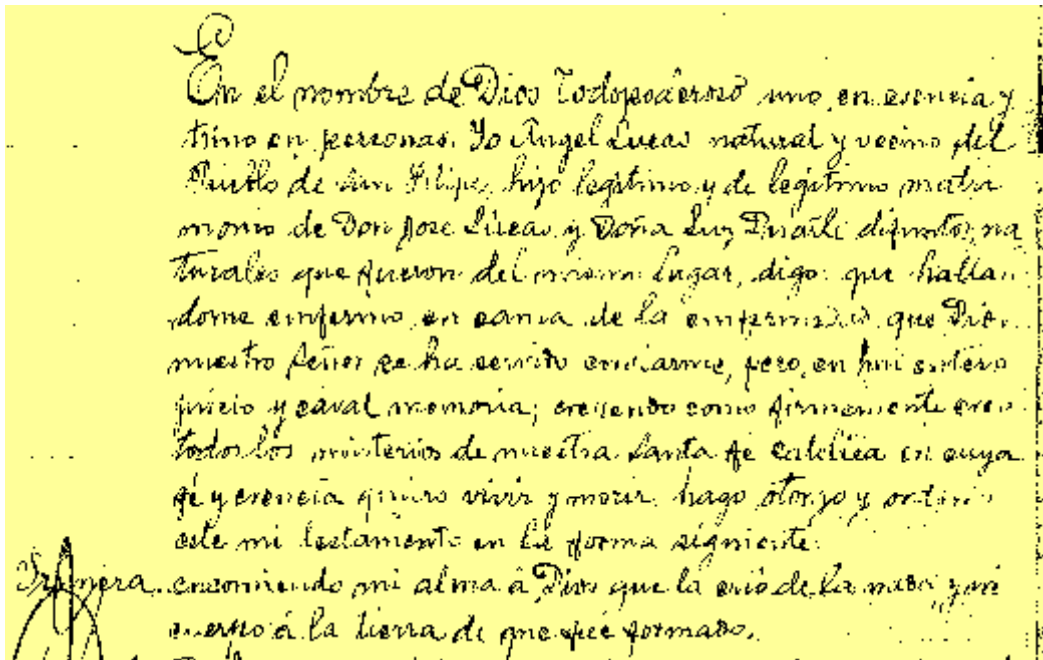 En el nombre de Dios Todopoderoso uno en esencia y
trino en personas. Yo Angel Lucas natural y vecino del
Pueblo de San Felipe, hijo legitimo y de legitimo matri
monio de Don Jose Lucas y Doña Luz Duarte difuntos, na
turales que fueron del mismo lugar, digo: que hallan
dome emfermo, en cama de la emfermedad que Dios
nuestro Señor se ha servido enviarme, pero, en mi entero
juicio y caval memoria; creyendo como firmemente creo
todos los misterios de nuestra Santa fe Catolica en cuya
fé y creencia quiero vivir y morir hago otorgo y ordeno
este mi testamento en la forma siguiente:
Primera. encomiendo mi alma á Dios que la crió de la nada y mi
cuerpo á la tierra de que fué formado.